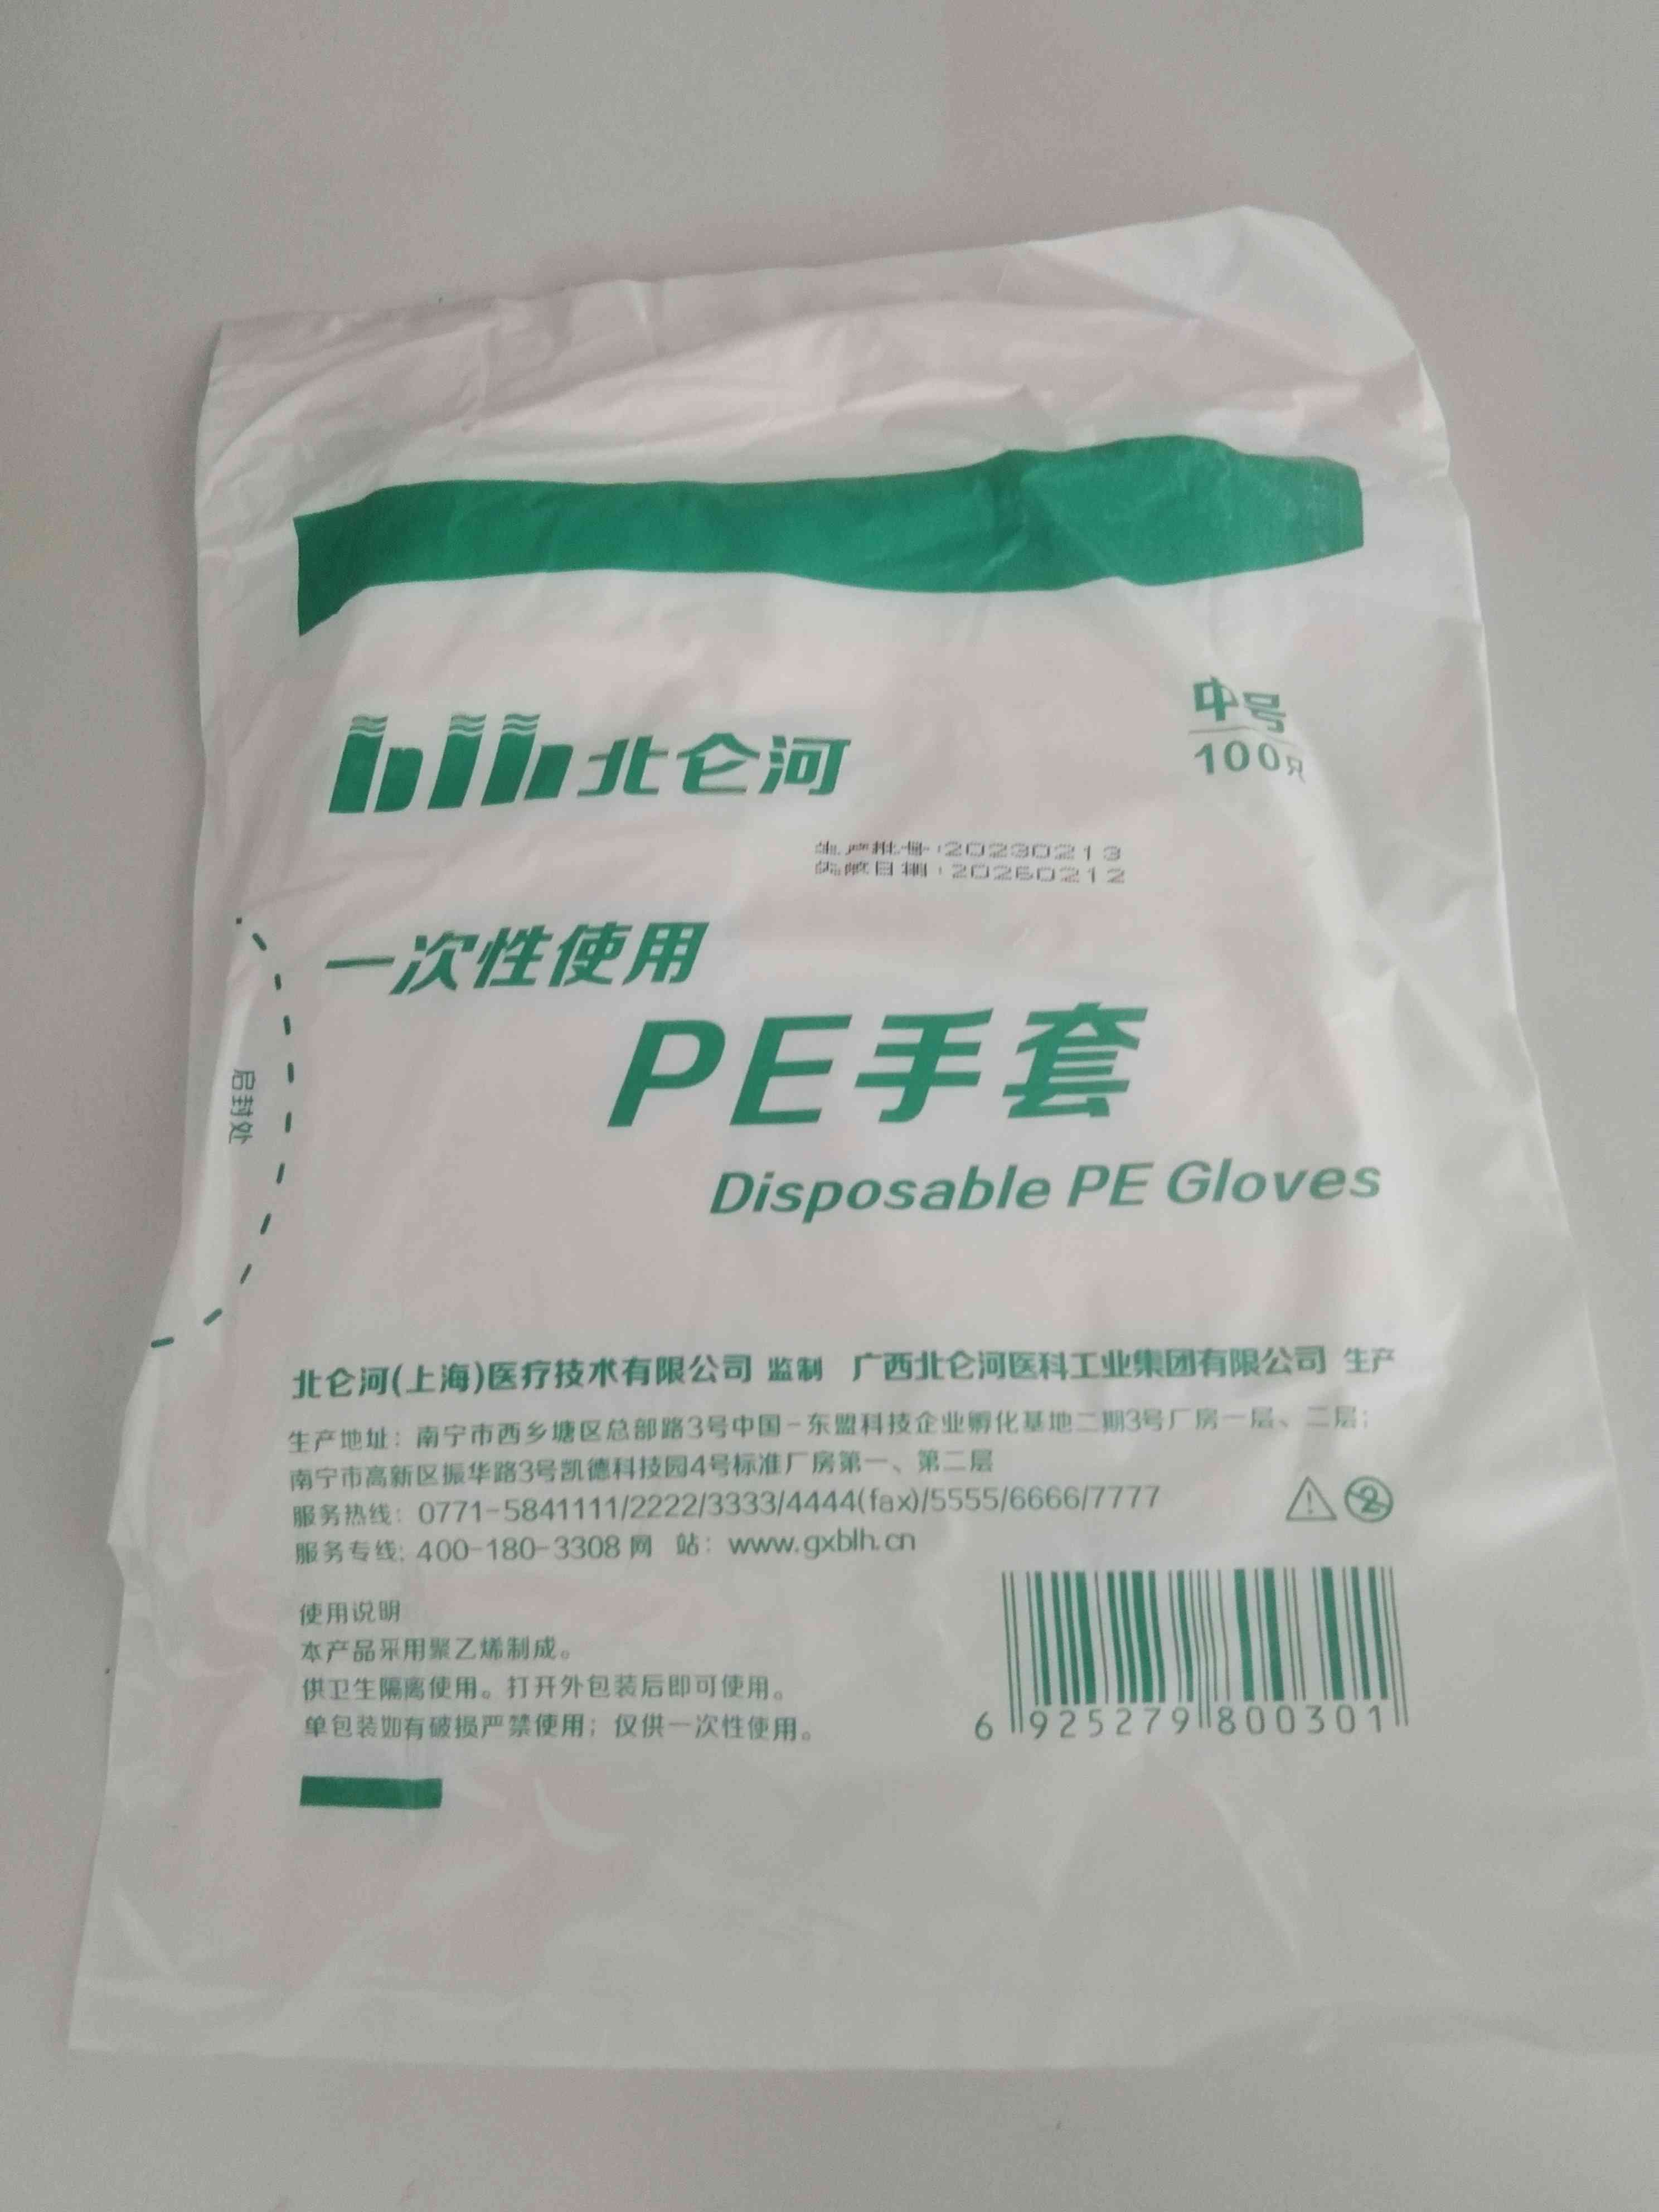 blh北仑河
中号
100只
生产批号:20230213
失效日期:20260212
一次性使用
PE手套
Disposable PE Gloves
启封处
北仑河(上海)医疗技术有限公司 监制 广西北仑河医科工业集团有限公司 生产
生产地址：南宁市西乡塘区总部路3号中国-东盟科技企业孵化基地二期3号厂房一层、二层；
南宁市高新区振华路3号凯德科技园4号标准厂房第一、第二层
服务热线：0771-5841111/2222/3333/4444(fax)/5555/6666/7777
服务专线：400-180-3308 网 站：www.gxblh.cn
使用说明
本产品采用聚乙烯制成。
供卫生隔离使用。打开外包装后即可使用。
单包装如有破损严禁使用；仅供一次性使用。
2
6 925279 800301